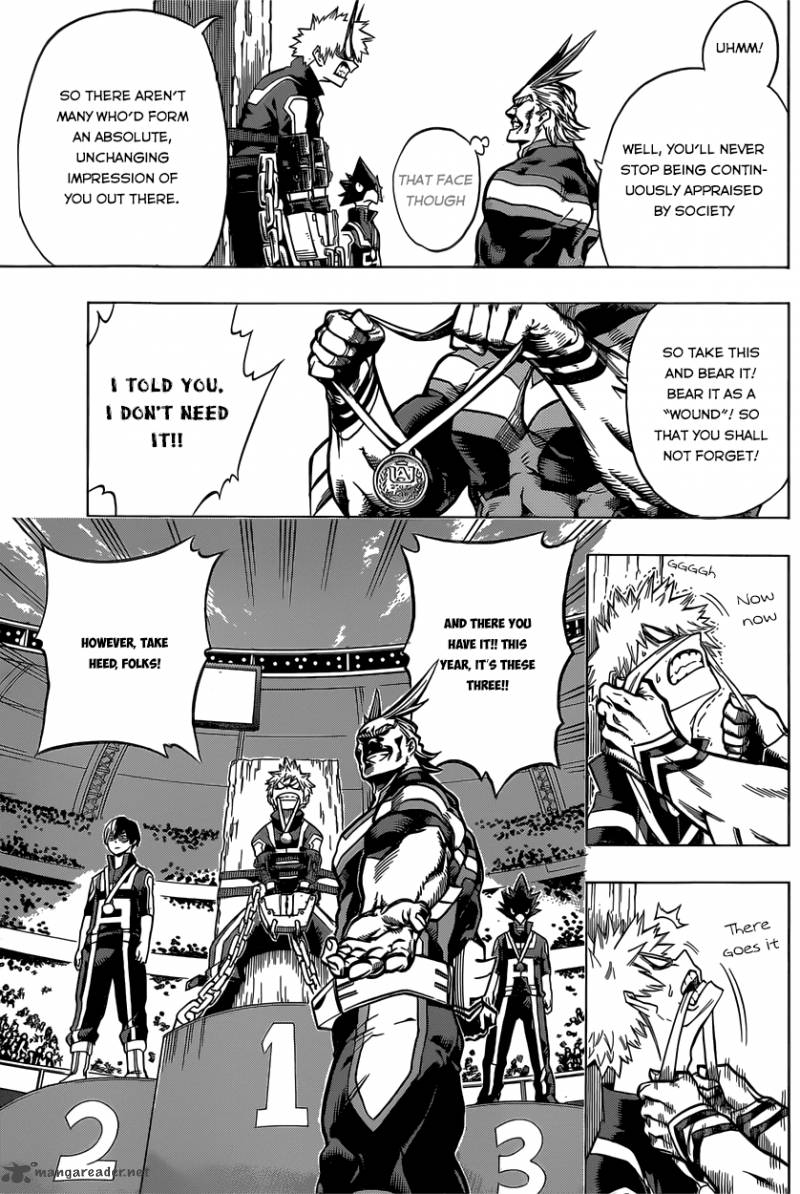 UHMM!
WELL, YOU'LL NEVER
STOP BEING CONTIN-
UOUSLY APPRAISED
BY SOCIETY
THAT FACE
THOUGH
SO THERE AREN'T
MANY WHO'D FORM
AN ABSOLUTE,
UNCHANGING
IMPRESSION OF
YOU OUT THERE.
SO TAKE THIS
AND BEAR IT!
BEAR IT AS A
"WOUND"! SO
THAT YOU SHALL
NOT FORGET!
I TOLD YOU,
I DON'T NEED
IT!!
GGGGGh
Now
now
There
Goes it
AND THERE YOU
HAVE IT!! THIS
YEAR, IT'S THESE
THREE!!
HOWEVER, TAKE
HEED, FOLKS!
2
1
3
mangareader.net